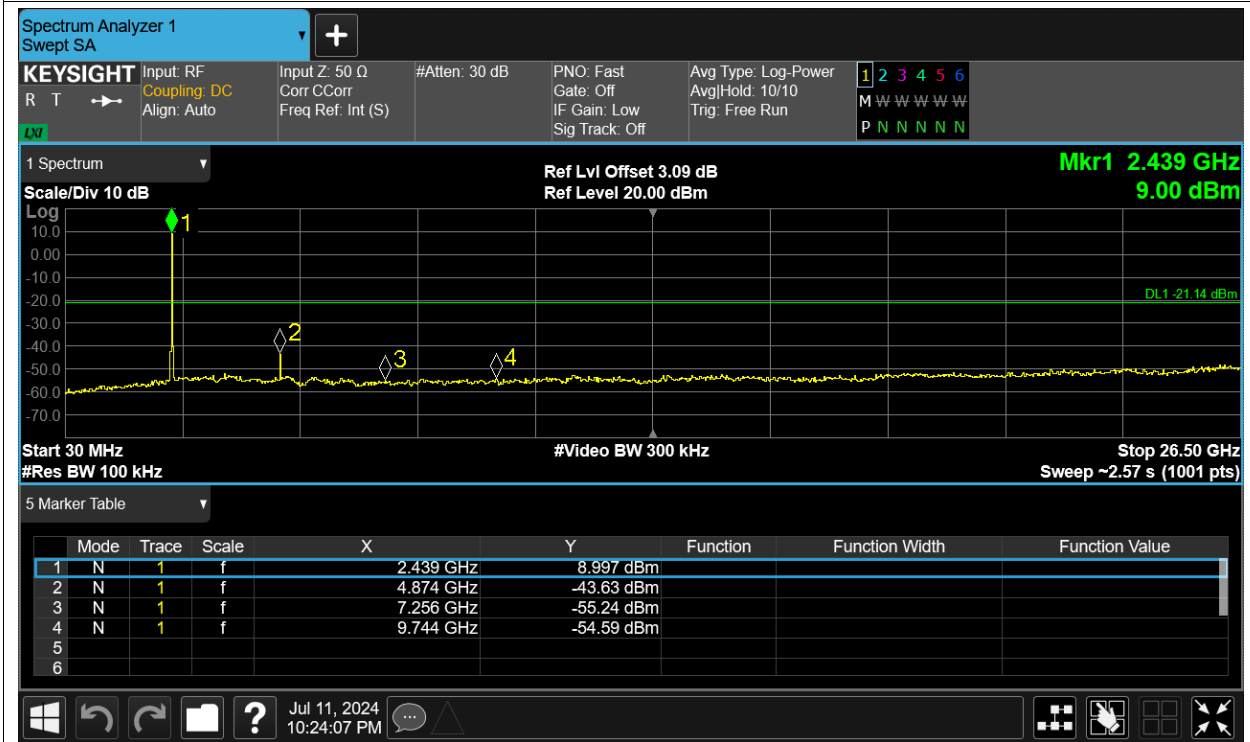 Spectrum Analyzer 1
Swept SA
+
KEYSIGHT Input: RF Input Z: 50 Ω #Atten: 30 dB PNO: Fast Avg Type: Log-Power 1 2 3 4 5 6
R T Coupling: DC Corr CCorr Gate: Off Avg|Hold: 10/10 M W W W W W
Align: Auto Freq Ref: Int (S) IF Gain: Low Trig: Free Run
LXI Sig Track: Off P N N N N N
1 Spectrum Ref Lvl Offset 3.09 dB Mkr1 2.439 GHz
Scale/Div 10 dB Ref Level 20.00 dBm 9.00 dBm
Log
1
10.0
0.00
-10.0
DL1 -21.14 dBm
-20.0
-30.0
2
-40.0
3 4
-50.0
-60.0
-70.0
Start 30 MHz #Video BW 300 kHz Stop 26.50 GHz
#Res BW 100 kHz Sweep ~2.57 s (1001 pts)
5 Marker Table
Mode Trace Scale X Y Function Function Width Function Value
1 N 1 f 2.439 GHz 8.997 dBm
2 N 1 f 4.874 GHz -43.63 dBm
3 N 1 f 7.256 GHz -55.24 dBm
4 N 1 f 9.744 GHz -54.59 dBm
5
6
? Jul 11, 2024
10:24:07 PM